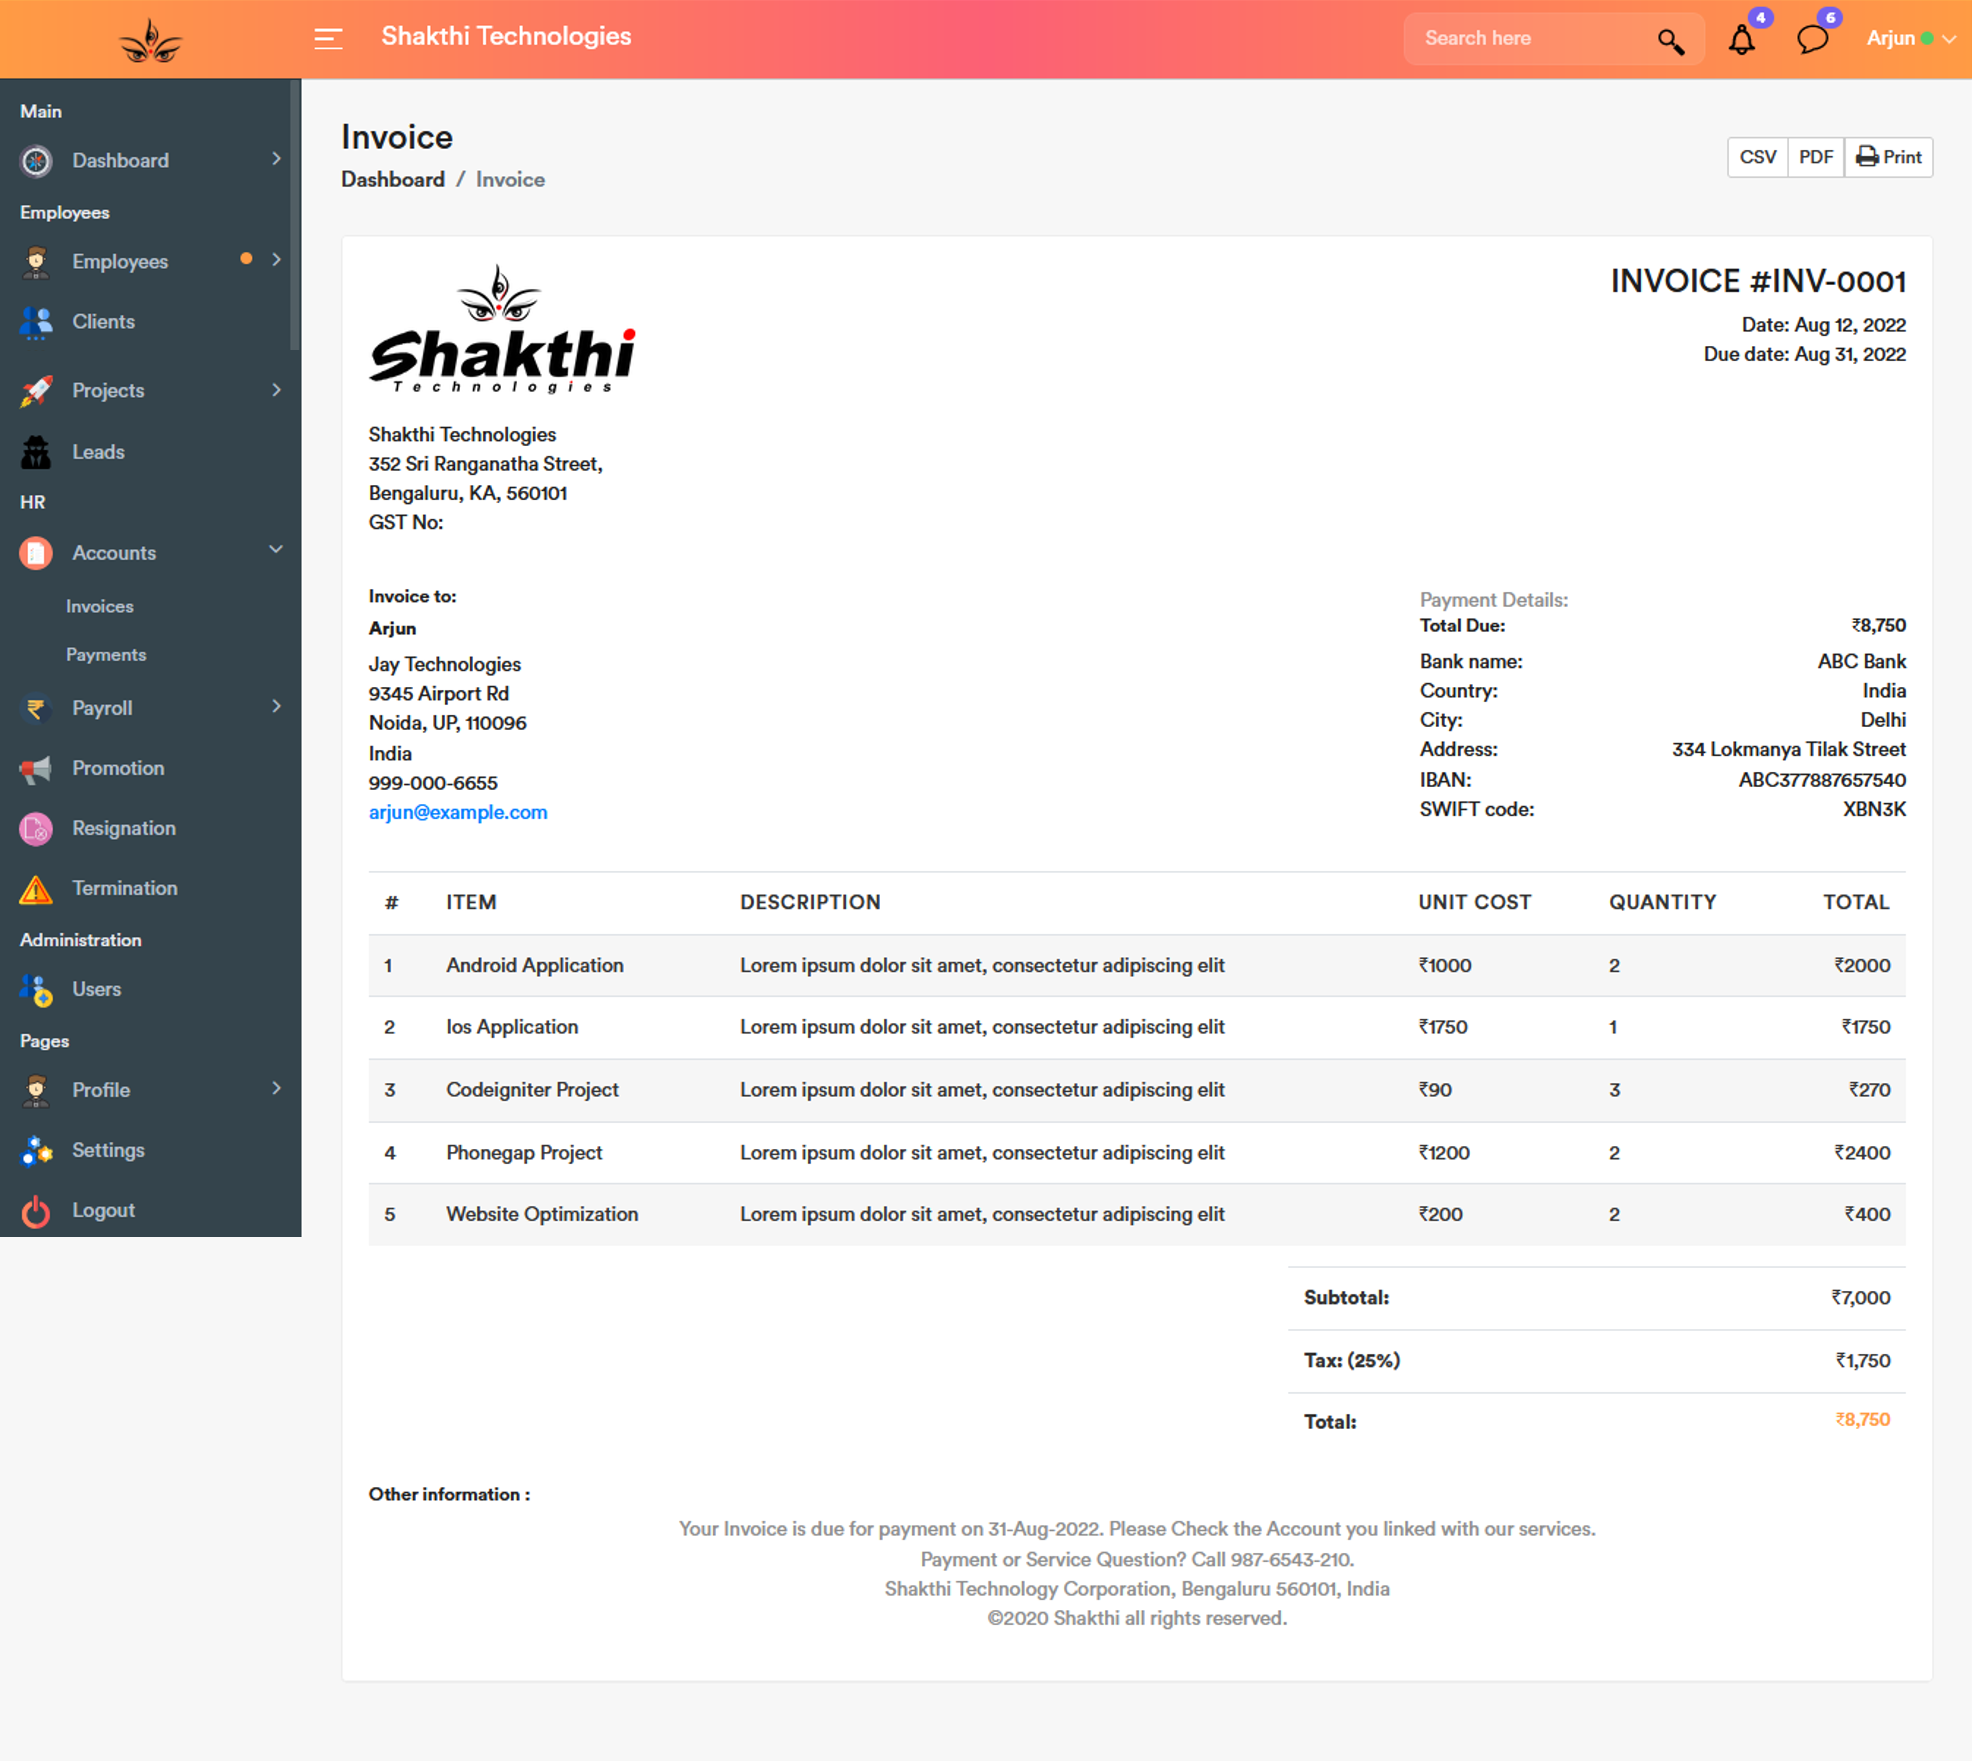 Shakthi Technologies
Search here
4
6
Arjun
Main
Dashboard
Employees
Employees
Clients
Projects
Leads
HR
Accounts
Invoices
Payments
Payroll
Promotion
Resignation
Termination
Administration
Users
Pages
Profile
Settings
Logout
Invoice
Dashboard / Invoice
CSV PDF Print
Shakthi
Technologies
INVOICE #INV-0001
Date: Aug 12, 2022
Due date: Aug 31, 2022
Shakthi Technologies
352 Sri Ranganatha Street,
Bengaluru, KA, 560101
GST No:
Invoice to:
Arjun
Jay Technologies
9345 Airport Rd
Noida, UP, 110096
India
999-000-6655
arjun@example.com
Payment Details:
Total Due: ₹8,750
Bank name: ABC Bank
Country: India
City: Delhi
Address: 334 Lokmanya Tilak Street
IBAN: ABC377887657540
SWIFT code: XBN3K
# ITEM DESCRIPTION UNIT COST QUANTITY TOTAL
1 Android Application Lorem ipsum dolor sit amet, consectetur adipiscing elit ₹1000 2 ₹2000
2 Ios Application Lorem ipsum dolor sit amet, consectetur adipiscing elit ₹1750 1 ₹1750
3 Codeigniter Project Lorem ipsum dolor sit amet, consectetur adipiscing elit ₹90 3 ₹270
4 Phonegap Project Lorem ipsum dolor sit amet, consectetur adipiscing elit ₹1200 2 ₹2400
5 Website Optimization Lorem ipsum dolor sit amet, consectetur adipiscing elit ₹200 2 ₹400
Subtotal: ₹7,000
Tax: (25%) ₹1,750
Total: ₹8,750
Other information :
Your Invoice is due for payment on 31-Aug-2022. Please Check the Account you linked with our services.
Payment or Service Question? Call 987-6543-210.
Shakthi Technology Corporation, Bengaluru 560101, India
©2020 Shakthi all rights reserved.